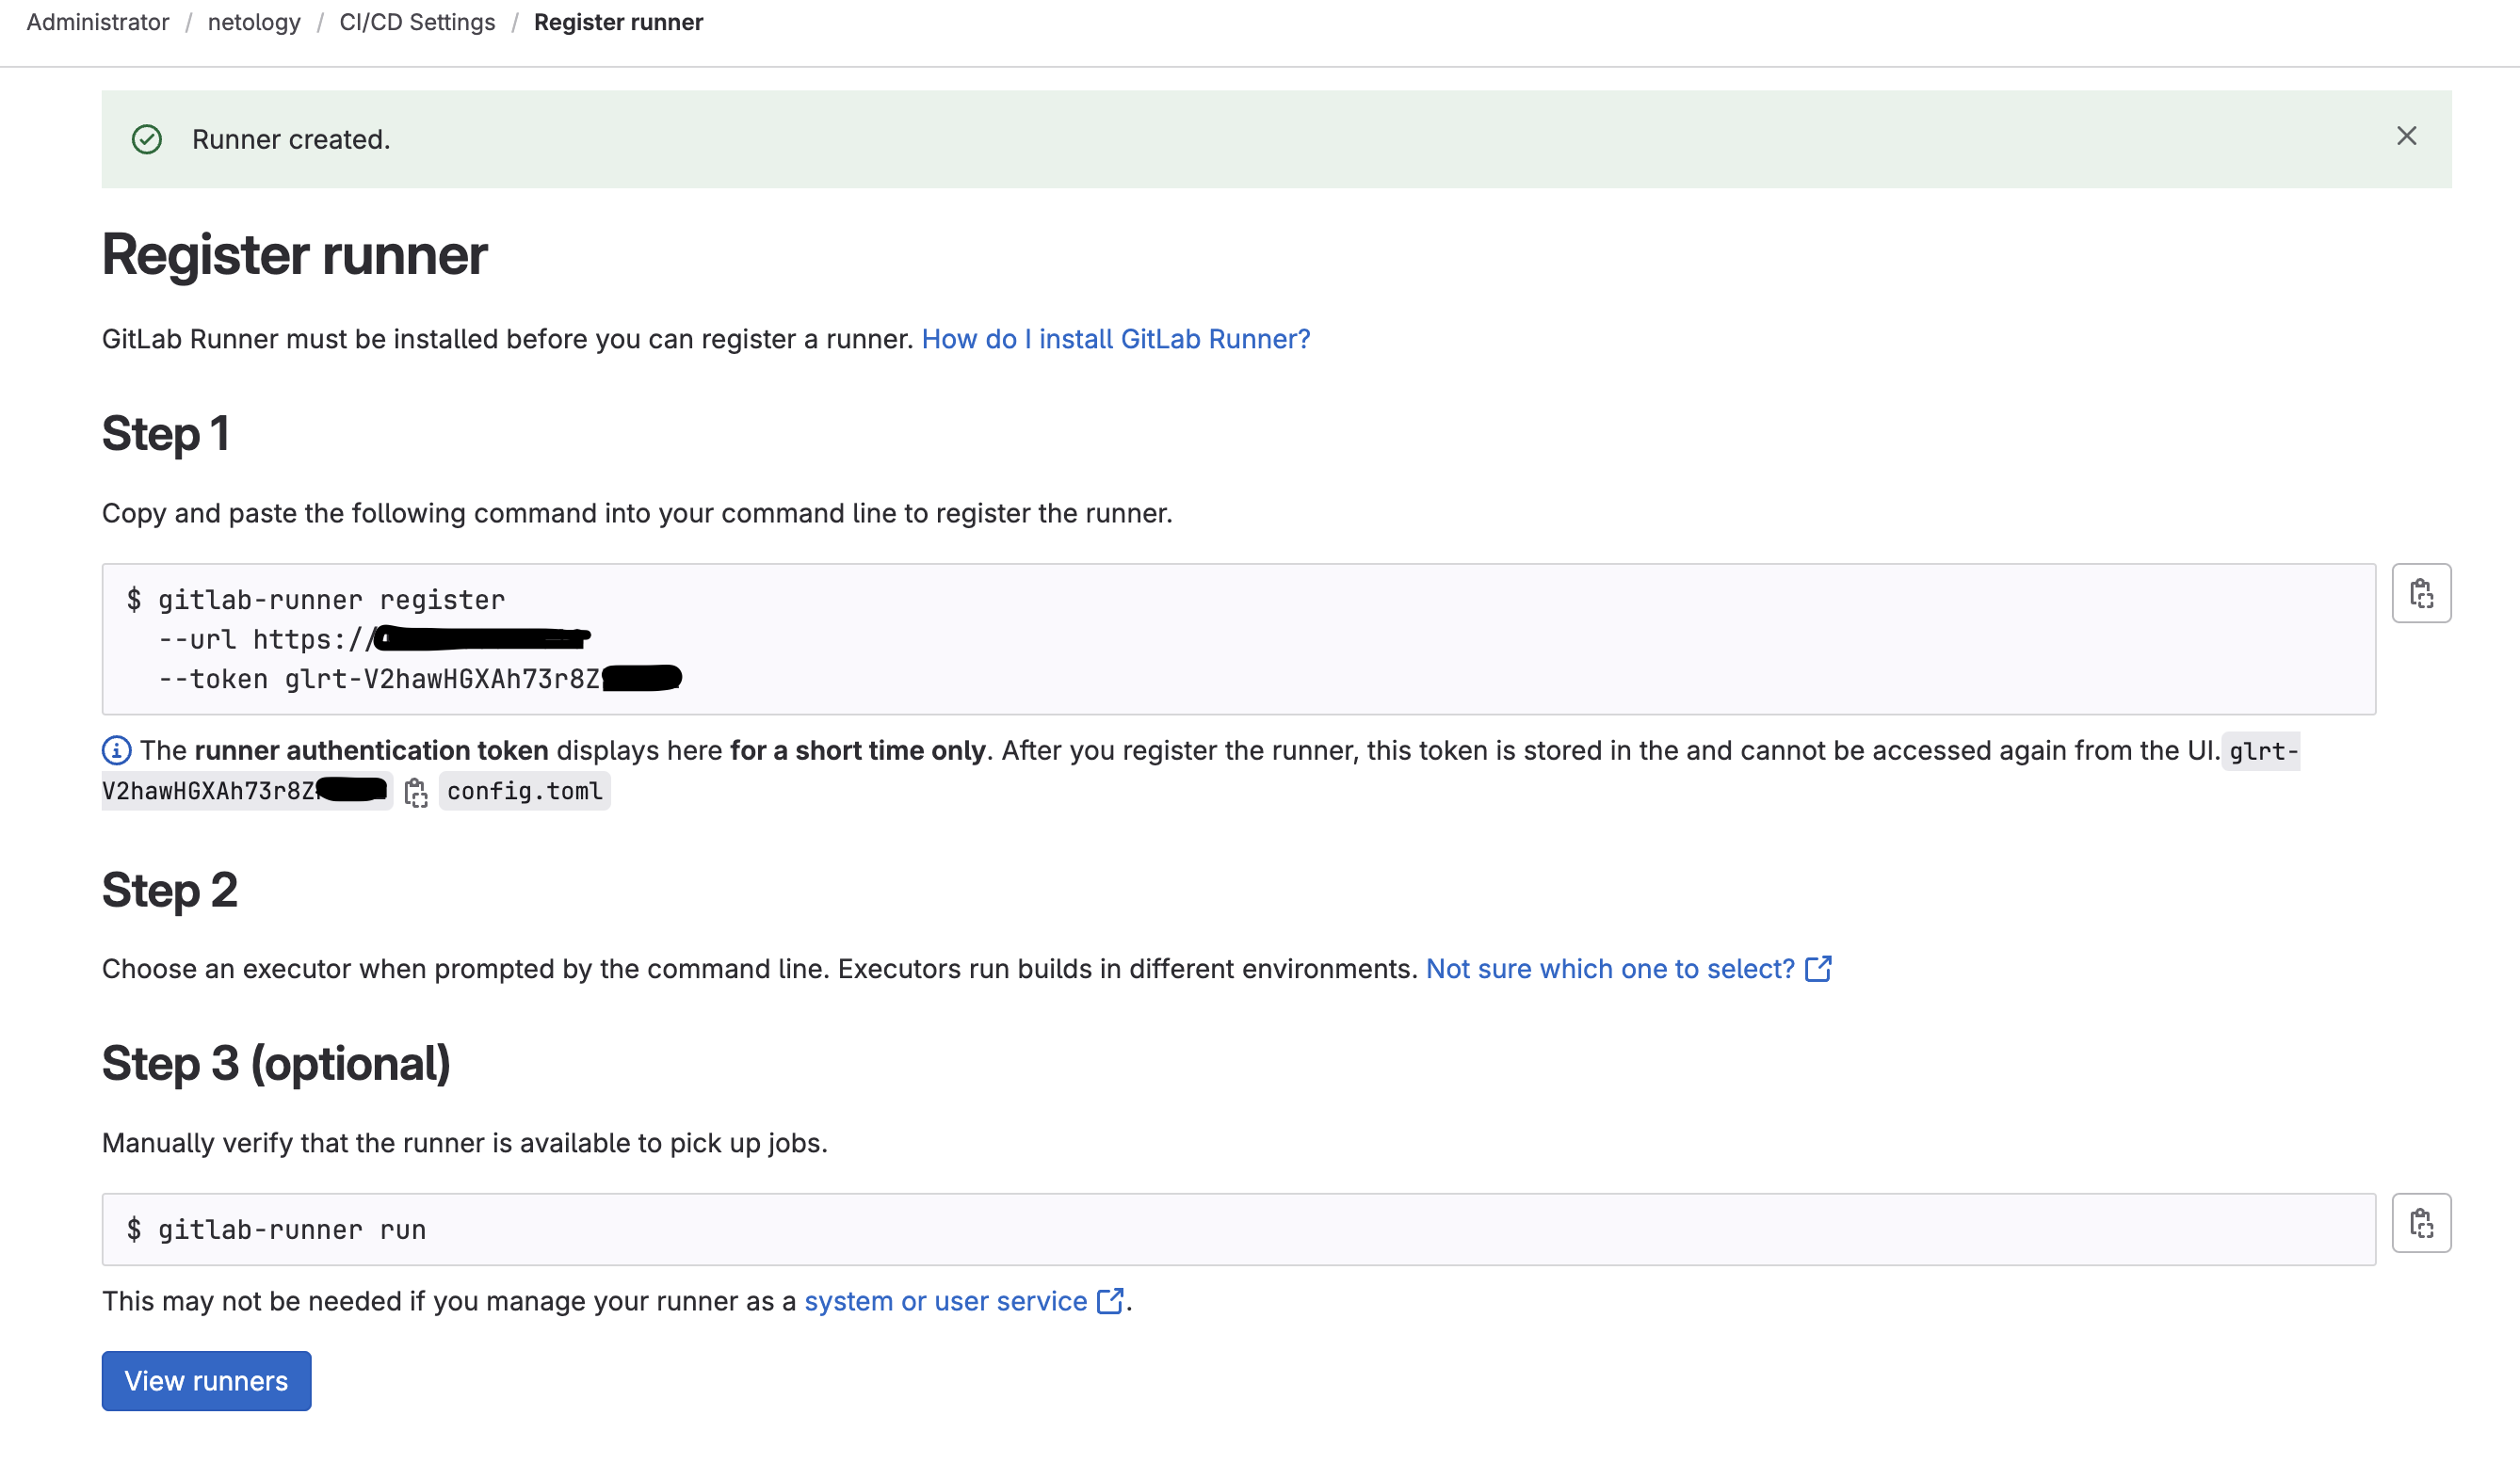 Administrator / netology / CI/CD Settings / Register runner
Runner created.
Register runner
GitLab Runner must be installed before you can register a runner. How do I install GitLab Runner?
Step 1
Copy and paste the following command into your command line to register the runner.
$ gitlab-runner register
--url https://
--token glrt-V2hawHGXAh73r8Z
The runner authentication token displays here for a short time only. After you register the runner, this token is stored in the and cannot be accessed again from the UI. glrt-
V2hawHGXAh73r8Z config.toml
Step 2
Choose an executor when prompted by the command line. Executors run builds in different environments. Not sure which one to select?
Step 3 (optional)
Manually verify that the runner is available to pick up jobs.
$ gitlab-runner run
This may not be needed if you manage your runner as a system or user service.
View runners